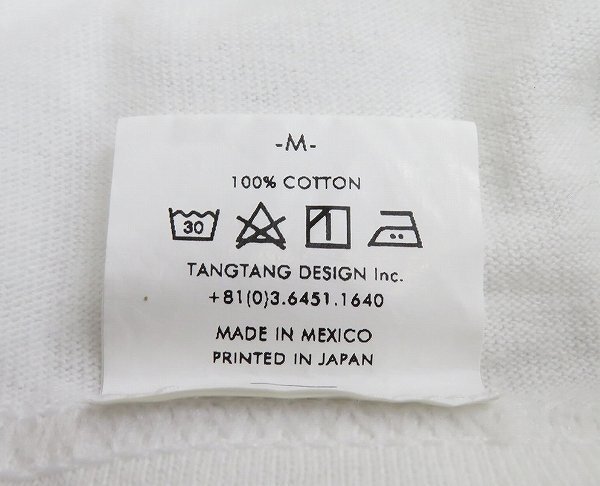 -M-
100% COTTON
30
TANGTANG DESIGN Inc.
+81(0)3.6451.1640
MADE IN MEXICO
PRINTED IN JAPAN